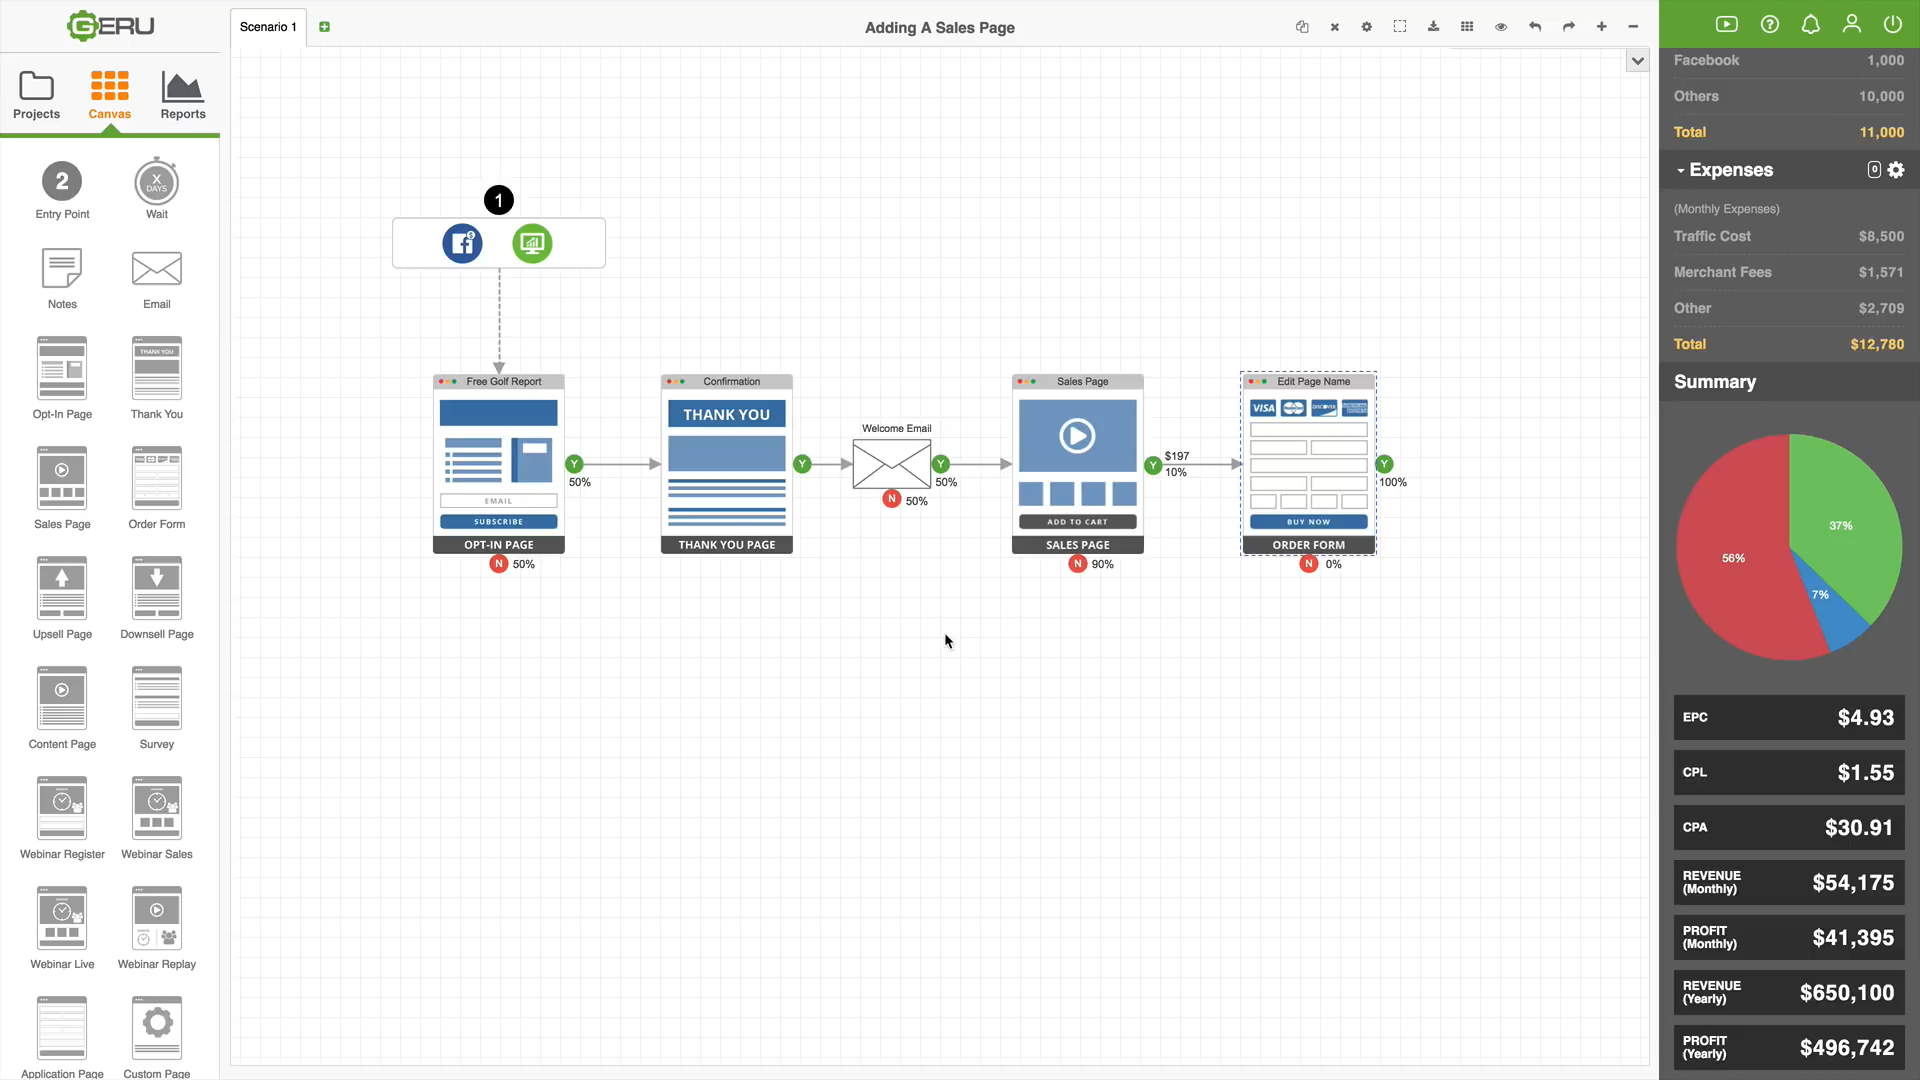 GERU
Scenario 1
Adding A Sales Page
Projects
Canvas
Reports
2
Entry Point
X
DAYS
Wait
Notes
Email
Opt-In Page
THANK YOU
Thank You
Sales Page
Order Form
Upsell Page
Downsell Page
Content Page
Survey
Webinar Register
Webinar Sales
Webinar Live
Webinar Replay
Application Page
Custom Page
1
Free Golf Report
EMAIL
SUBSCRIBE
OPT-IN PAGE
Y
50%
N
50%
Confirmation
THANK YOU
THANK YOU PAGE
Y
Welcome Email
Y
50%
N
50%
Sales Page
ADD TO CART
SALES PAGE
Y
$197
10%
N
90%
Edit Page Name
VISA
DISCOVER
BUY NOW
ORDER FORM
Y
100%
N
0%
Facebook 1,000
Others 10,000
Total 11,000
Expenses 0
(Monthly Expenses)
Traffic Cost $8,500
Merchant Fees $1,571
Other $2,709
Total $12,780
Summary
37%
56%
7%
EPC $4.93
CPL $1.55
CPA $30.91
REVENUE
(Monthly) $54,175
PROFIT
(Monthly) $41,395
REVENUE
(Yearly) $650,100
PROFIT
(Yearly) $496,742